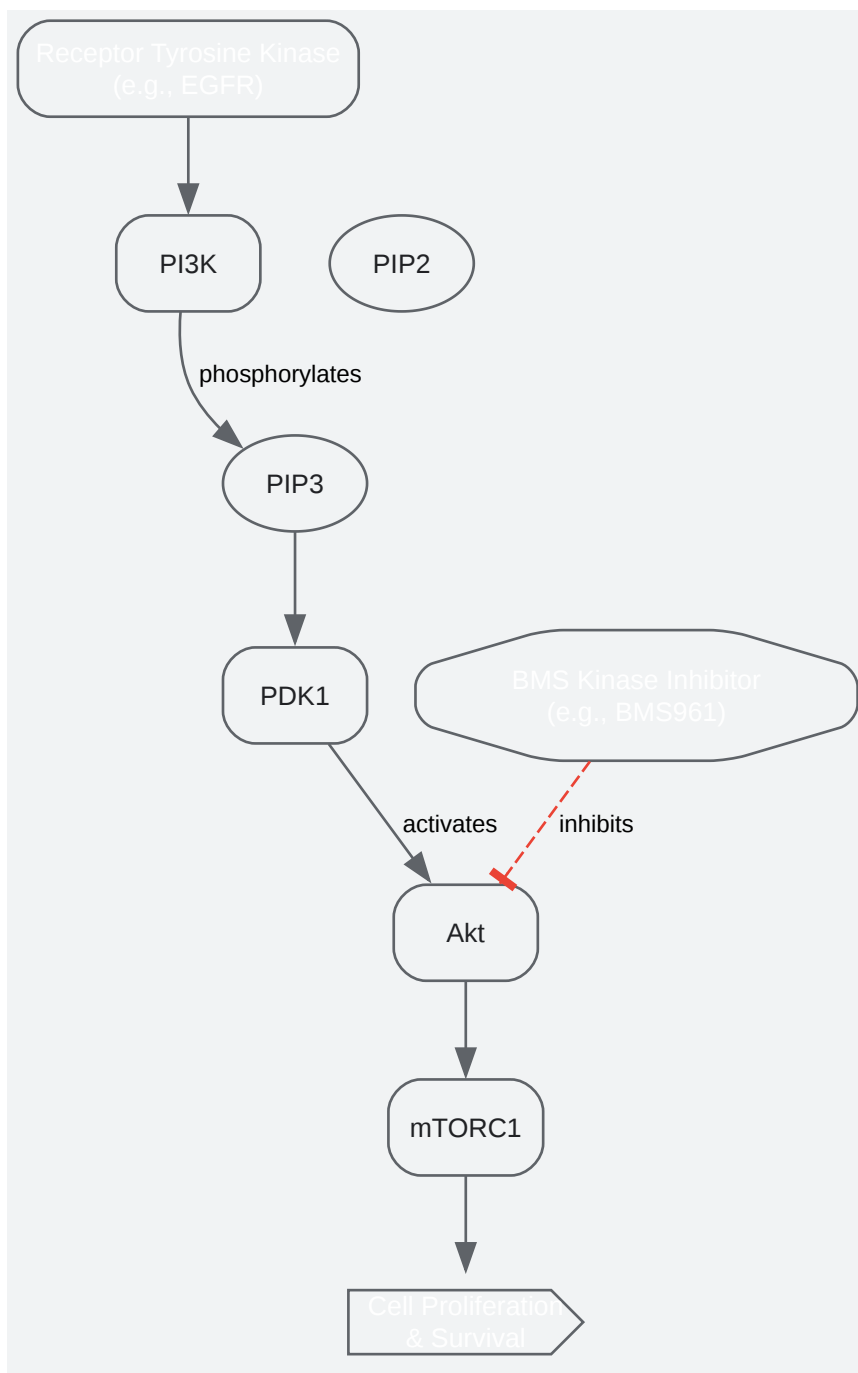 Receptor Tyrosine Kinase
(e.g., EGFR)
PI3K
PIP2
phosphorylates
PIP3
PDK1
BMS Kinase Inhibitor
(e.g., BMS961)
activates
inhibits
Akt
mTORC1
Cell Proliferation
& Survival